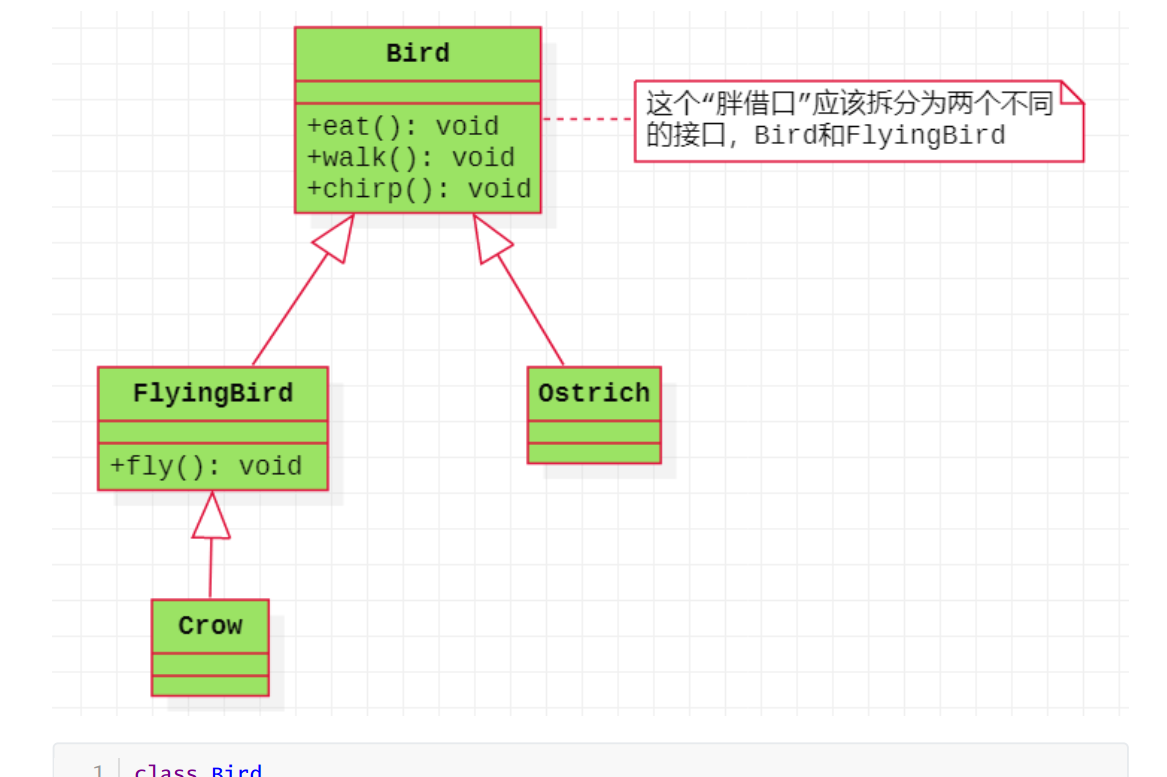 Bird
+eat(): void
+walk(): void
+chirp(): void
这个“胖借口”应该拆分为两个不同
的接口，Bird和FlyingBird
FlyingBird
+fly(): void
Ostrich
Crow
1 class Bird